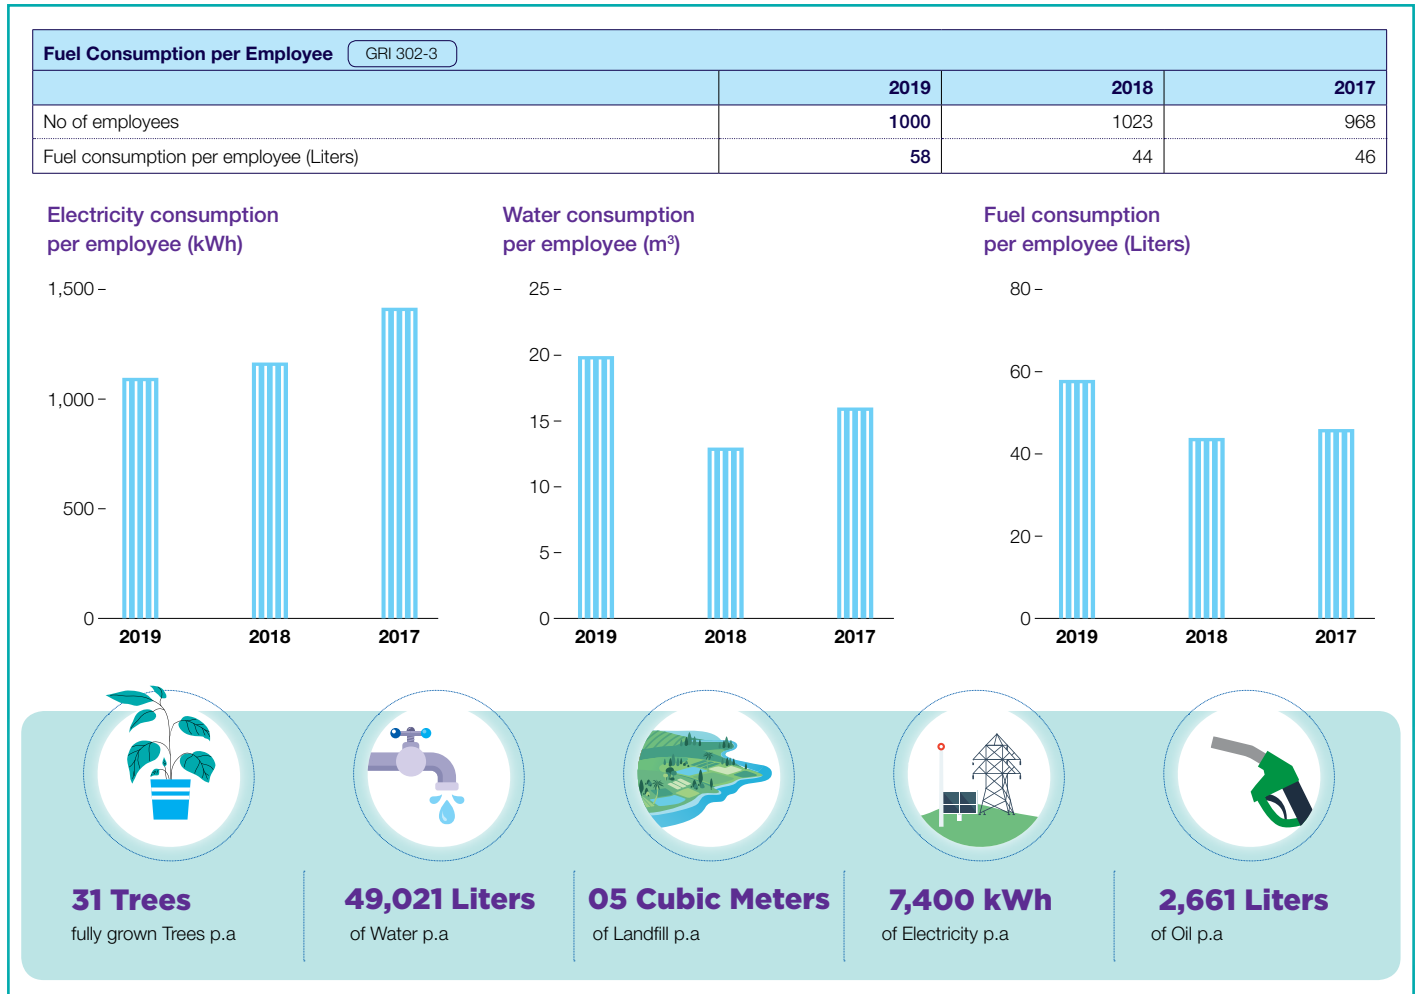 Fuel Consumption per Employee GRI 302-3
2019 2018 2017
No of employees 1000 1023 968
Fuel consumption per employee (Liters) 58 44 46
Electricity consumption
per employee (kWh)
1,500
1,000
500
0
2019 2018 2017
Water consumption
per employee (m³)
25
20
15
10
5
0
2019 2018 2017
Fuel consumption
per employee (Liters)
80
60
40
20
0
2019 2018 2017
31 Trees
fully grown Trees p.a
49,021 Liters
of Water p.a
05 Cubic Meters
of Landfill p.a
7,400 kWh
of Electricity p.a
2,661 Liters
of Oil p.a